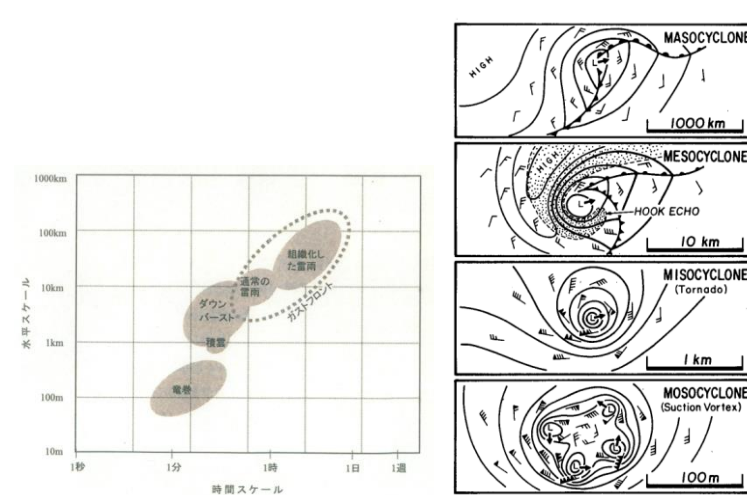 1000km
100km
10km
1km
100m
10m
水平スケール
組織化し
た雷雨
通常の
雷雨
ガストフロント
ダウン
バースト
積雲
竜巻
1秒
1分
1時
1日
1週
時間スケール
MASOCYCLONE
HIGH
L
1000 km
MESOCYCLONE
HIGH
L
HOOK ECHO
10 km
MISOCYCLONE
(Tornado)
L
1 km
MOSOCYCLONE
(Suction Vortex)
L
L
L
L
100 m